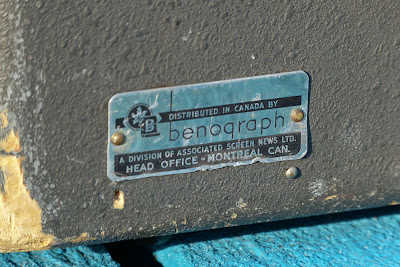 DISTRIBUTED IN CANADA BY
B
benograph
A DIVISION OF ASSOCIATED SCREEN NEWS LTD.
HEAD OFFICE - MONTREAL CAN.